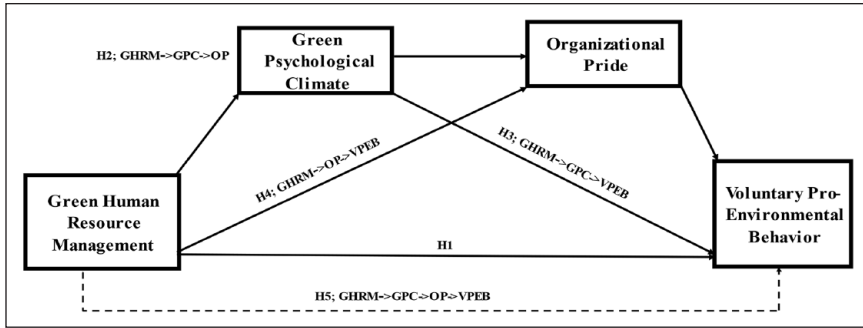 H2; GHRM->GPC->OP
Green
Psychological
Climate
Organizational
Pride
H4; GHRM->OP->VPEB
H3; GHRM->GPC->VPEB
Green Human
Resource
Management
Voluntary Pro-
Environmental
Behavior
H1
H5; GHRM->GPC->OP->VPEB